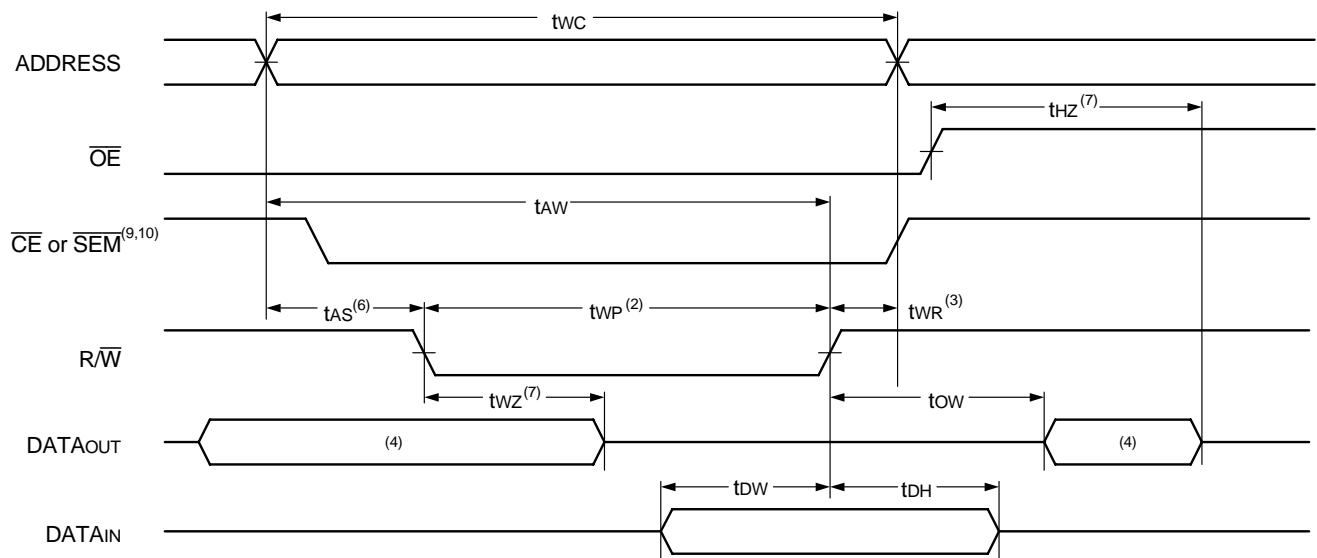 tWC
ADDRESS
tHZ(7)
OE
tAW
CE or SEM(9,10)
tAS(6)
tWP(2)
tWR(3)
R/W
tWZ(7)
tOW
DATAOUT
(4)
(4)
tDW
tDH
DATAIN